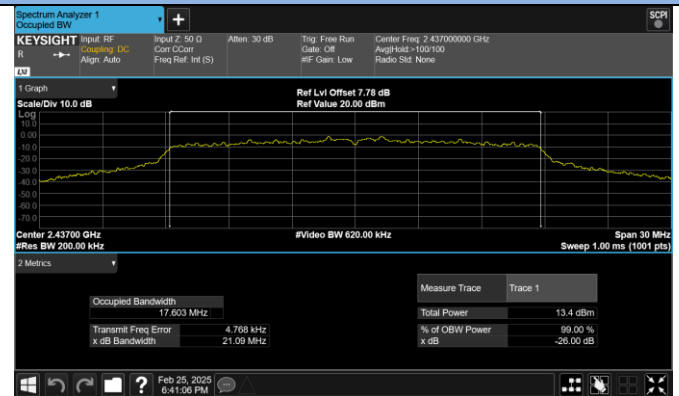 Spectrum Analyzer 1
Occupied BW
+
SCPI
KEYSIGHT
R
Input: RF
Coupling: DC
Align: Auto
Input Z: 50 Ω
Corr CCorr
Freq Ref: Int (S)
Atten: 30 dB
Trig: Free Run
Gate: Off
#IF Gain: Low
Center Freq: 2.437000000 GHz
Avg|Hold:>100/100
Radio Std: None
1 Graph
Scale/Div 10.0 dB
Ref Lvl Offset 7.78 dB
Ref Value 20.00 dBm
Log
10.0
0.00
-10.0
-20.0
-30.0
-40.0
-50.0
-60.0
-70.0
Center 2.43700 GHz
#Res BW 200.00 kHz
#Video BW 620.00 kHz
Span 30 MHz
Sweep 1.00 ms (1001 pts)
2 Metrics
Measure Trace
Trace 1
Occupied Bandwidth
17.603 MHz
Total Power
13.4 dBm
Transmit Freq Error
4.768 kHz
% of OBW Power
99.00 %
x dB Bandwidth
21.09 MHz
x dB
-26.00 dB
?
Feb 25, 2025
6:41:06 PM